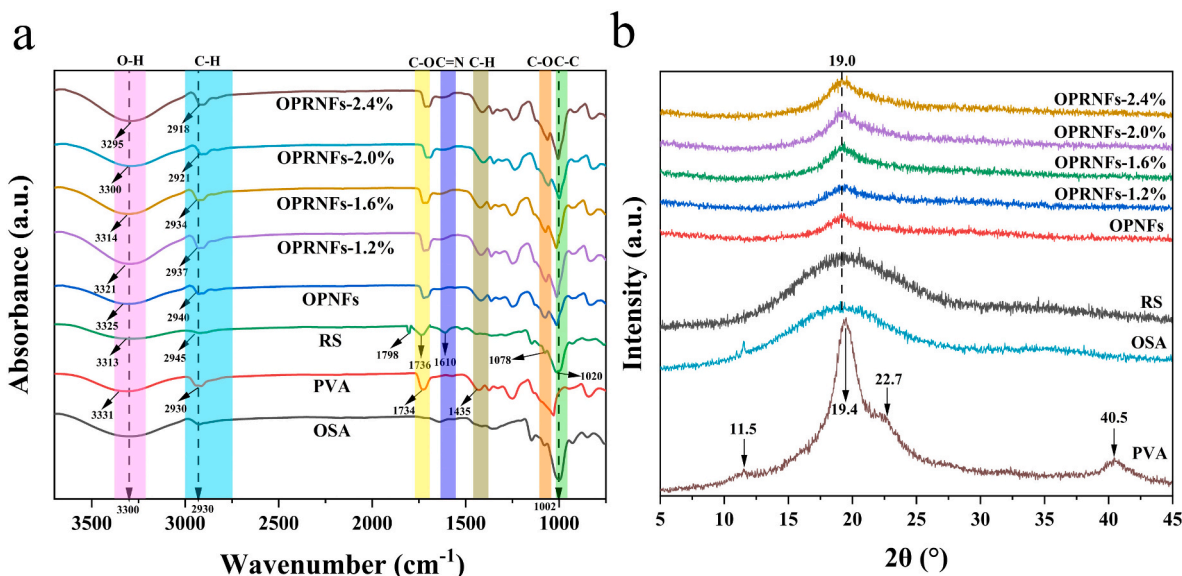 a
O-H
C-H
C-O
C=N
C-H
C-O
C-C
OPRNFs-2.4%
OPRNFs-2.0%
OPRNFs-1.6%
OPRNFs-1.2%
OPNFs
RS
PVA
OSA
3295
2918
3300
292
3314
2934
3321
2937
3325
2940
3313
2945
1798
1736
1610
1078
1020
3331
2930
1734
1435
3300
2930
1002
3500
3000
2500
2000
1500
1000
Absorbance (a.u.)
Wavenumber (cm⁻¹)
b
19.0
OPRNFs-2.4%
OPRNFs-2.0%
OPRNFs-1.6%
OPRNFs-1.2%
OPNFs
RS
OSA
PVA
11.5
19.4
22.7
40.5
5
10
15
20
25
30
35
40
45
Intensity (a.u.)
2θ (°)